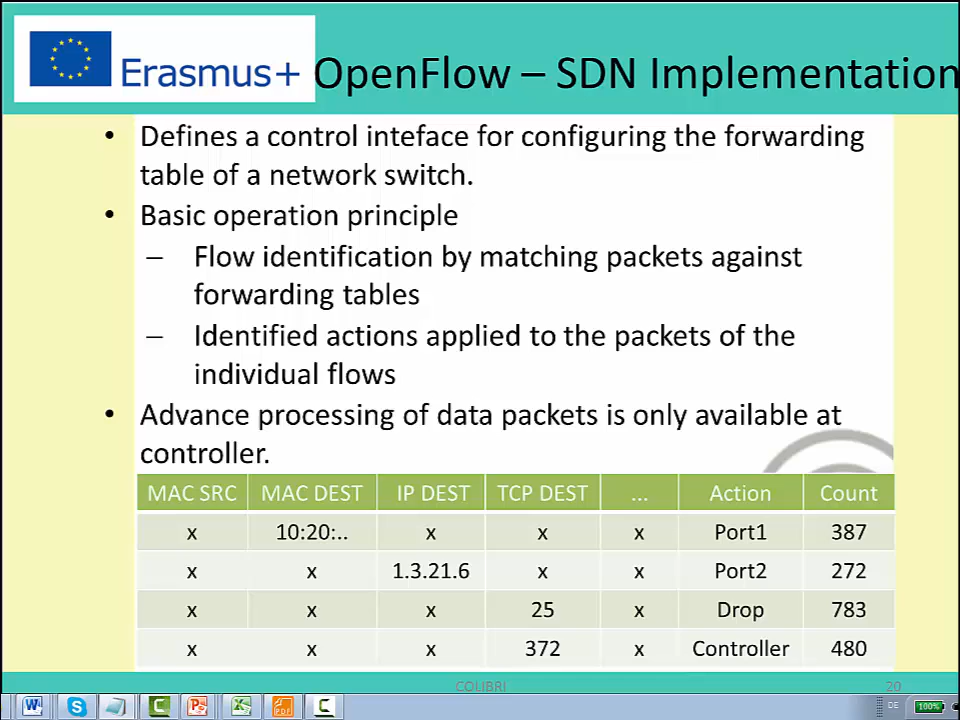 Erasmus+
OpenFlow – SDN Implementation
• Defines a control inteface for configuring the forwarding
table of a network switch.
• Basic operation principle
– Flow identification by matching packets against
forwarding tables
– Identified actions applied to the packets of the
individual flows
• Advance processing of data packets is only available at
controller.
MAC SRC MAC DEST IP DEST TCP DEST ... Action Count
x 10:20:.. x x x Port1 387
x x 1.3.21.6 x x Port2 272
x x x 25 x Drop 783
x x x 372 x Controller 480
COLIBRI 20
DE 100%